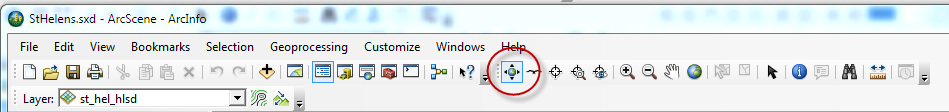 StHelens.sxd - ArcScene - ArcInfo
File Edit View Bookmarks Selection Geoprocessing Customize Windows Help
Layer: st_hel_hlsd